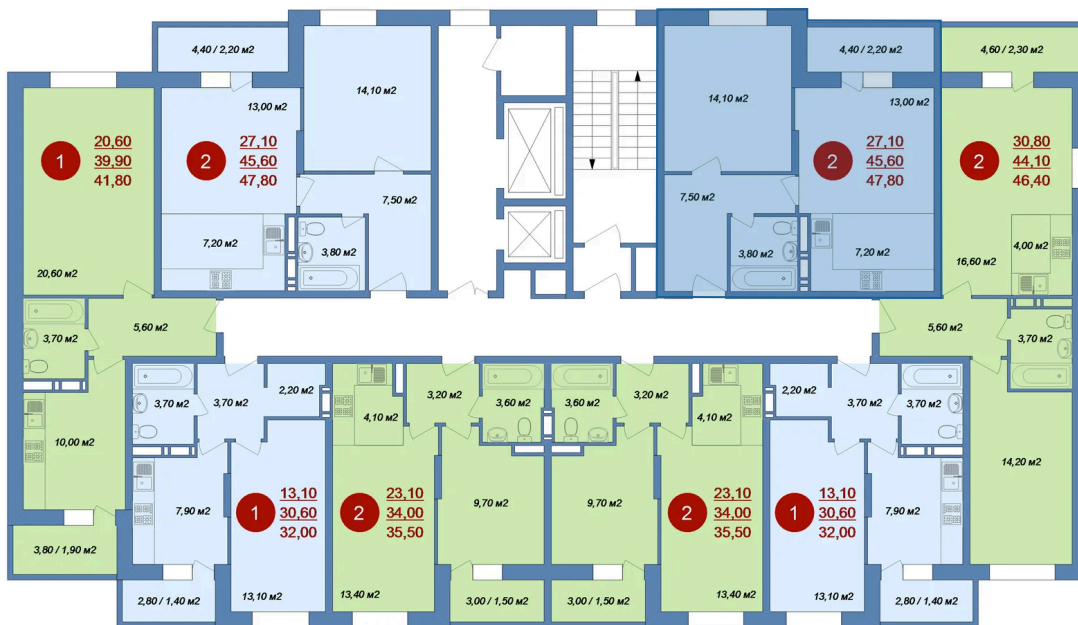 4,40 / 2,20 м2
14,10 м2
13,00 м2
1
20,60
39,90
41,80
2
27,10
45,60
47,80
7,50 м2
7,20 м2
3,80 м2
20,60 м2
5,60 м2
3,70 м2
10,00 м2
3,80 / 1,90 м2
14,10 м2
4,40 / 2,20 м2
13,00 м2
2
27,10
45,60
47,80
7,50 м2
3,80 м2
7,20 м2
4,60 / 2,30 м2
2
30,80
44,10
46,40
4,00 м2
16,60 м2
5,60 м2
3,70 м2
14,20 м2
3,70 м2
3,70 м2
2,20 м2
7,90 м2
1
13,10
30,60
32,00
13,10 м2
2,80 / 1,40 м2
4,10 м2
3,20 м2
3,60 м2
2
23,10
34,00
35,50
9,70 м2
13,40 м2
3,00 / 1,50 м2
3,60 м2
3,20 м2
4,10 м2
9,70 м2
2
23,10
34,00
35,50
13,40 м2
3,00 / 1,50 м2
2,20 м2
3,70 м2
3,70 м2
1
13,10
30,60
32,00
7,90 м2
13,10 м2
2,80 / 1,40 м2